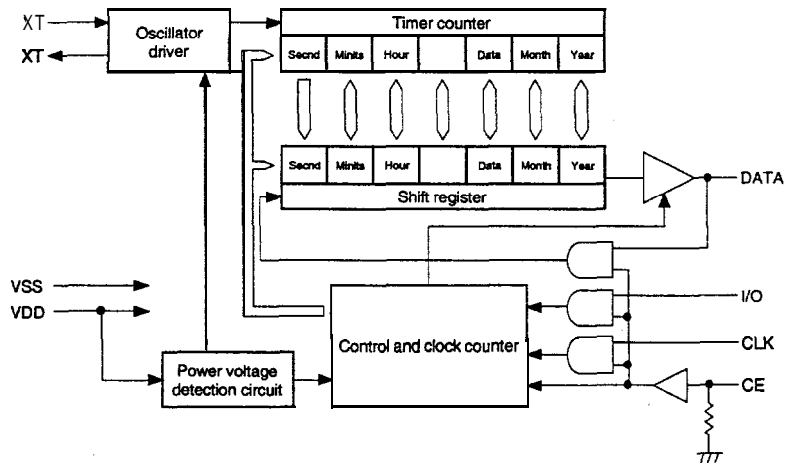 XT
XT
Oscillator
driver
Timer counter
Secnd Minits Hour Data Month Year
Secnd Minits Hour Data Month Year
Shift register
DATA
VSS
VDD
I/O
CLK
CE
Control and clock counter
Power voltage
detection circuit